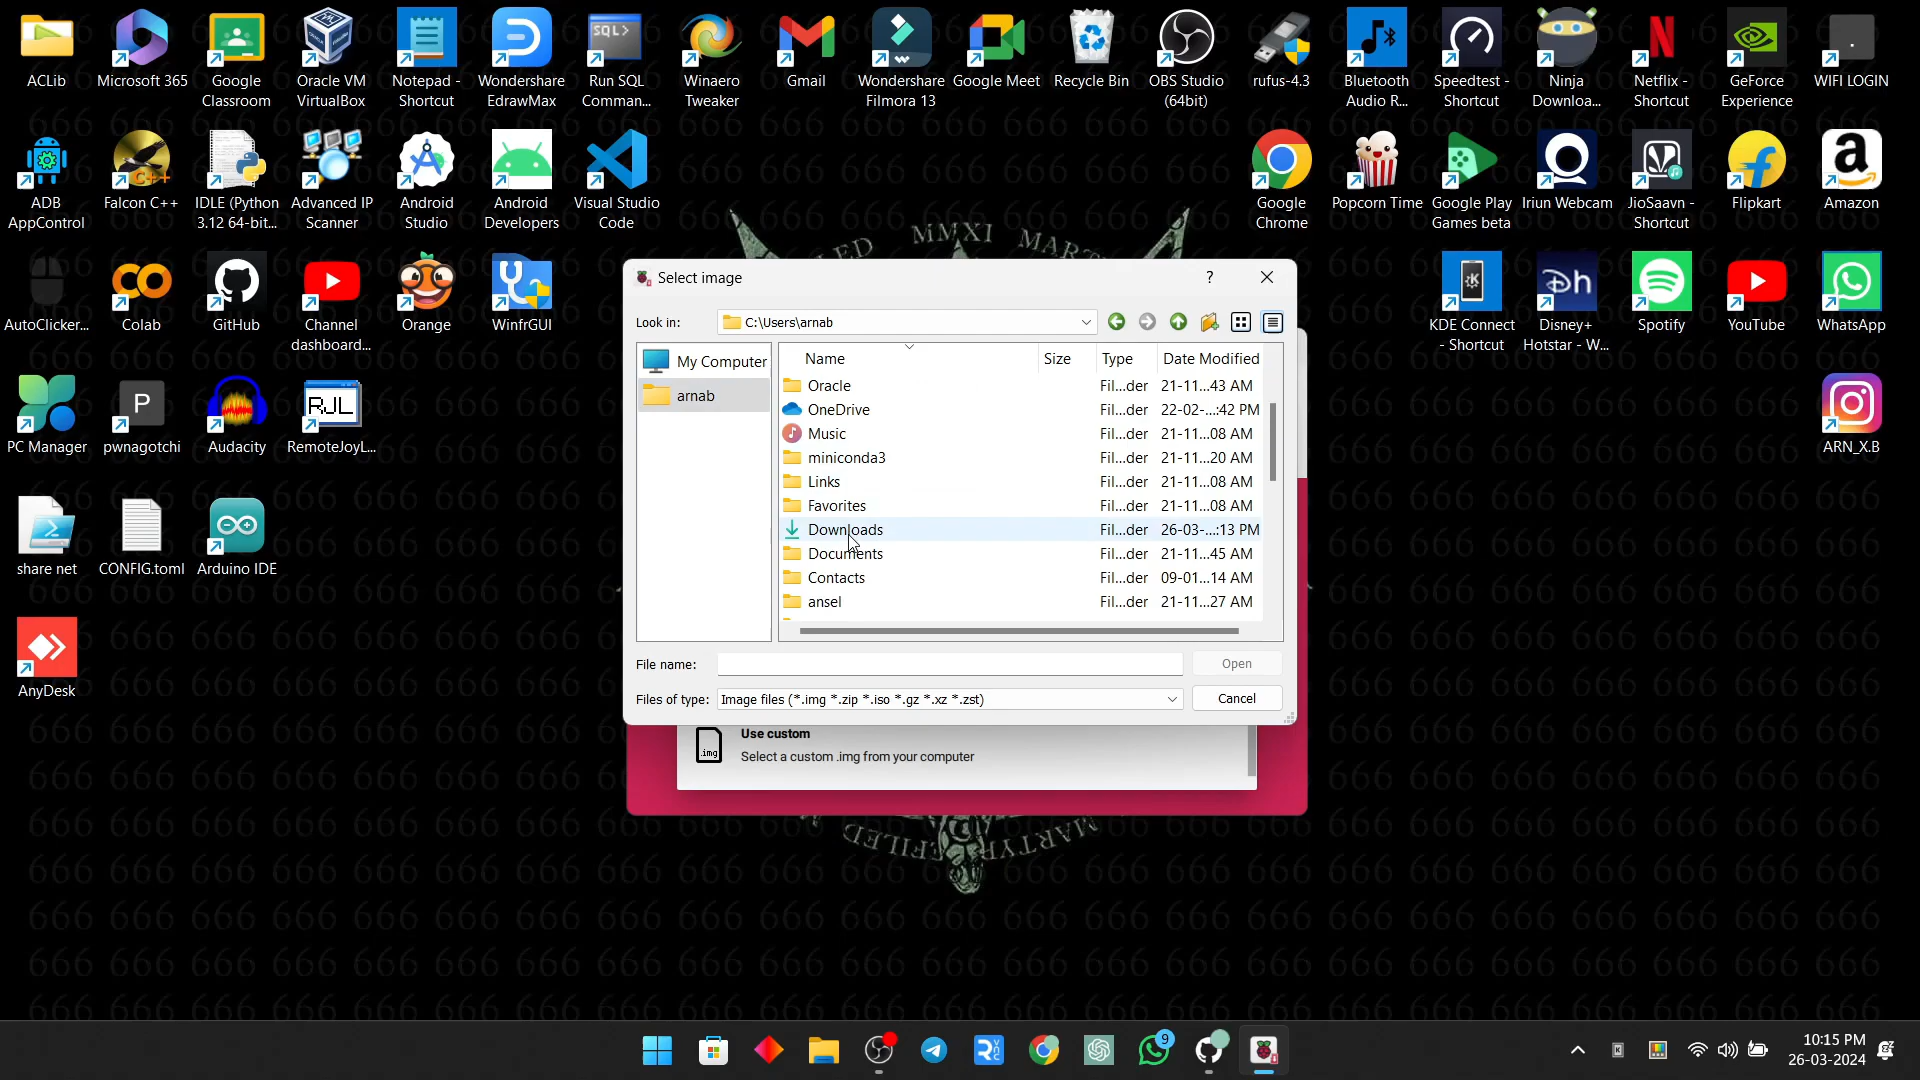 ACLib
Microsoft 365
Google
Classroom
Oracle VM
VirtualBox
Notepad -
Shortcut
Wondershare
EdrawMax
SQL>
Run SQL
Comman...
Winaero
Tweaker
Gmail
Wondershare
Filmora 13
Google Meet
Recycle Bin
OBS Studio
(64bit)
rufus-4.3
Bluetooth
Audio R...
Speedtest -
Shortcut
Ninja
Downloa...
Netflix -
Shortcut
GeForce
Experience
WIFI LOGIN
ADB
AppControl
C++
Falcon C++
IDLE (Python
3.12 64-bit...
Advanced IP
Scanner
Android
Studio
Android
Developers
Visual Studio
Code
Google
Chrome
Popcorn Time
Google Play
Games beta
Iriun Webcam
JioSaavn -
Shortcut
Flipkart
Amazon
MMXI
AutoClicker...
Colab
GitHub
Channel
dashboard...
Orange
WinfrGUI
KDE Connect
- Shortcut
Disney+
Hotstar - W...
Spotify
YouTube
WhatsApp
PC Manager
P
pwnagotchi
Audacity
RJL
RemoteJoyL...
ARN_X.B
share net
CONFIG.toml
Arduino IDE
AnyDesk
Select image
?
Look in:
C:\Users\arnab
My Computer
arnab
Name Size Type Date Modified
Oracle Fil...der 21-11...43 AM
OneDrive Fil...der 22-02-...:42 PM
Music Fil...der 21-11...08 AM
miniconda3 Fil...der 21-11...20 AM
Links Fil...der 21-11...08 AM
Favorites Fil...der 21-11...08 AM
Downloads Fil...der 26-03-...:13 PM
Documents Fil...der 21-11...45 AM
Contacts Fil...der 09-01...14 AM
ansel Fil...der 21-11...27 AM
File name:
Open
Files of type: Image files (*.img *.zip *.iso *.gz *.xz *.zst)
Cancel
.img
Use custom
Select a custom .img from your computer
9
10:15 PM
26-03-2024